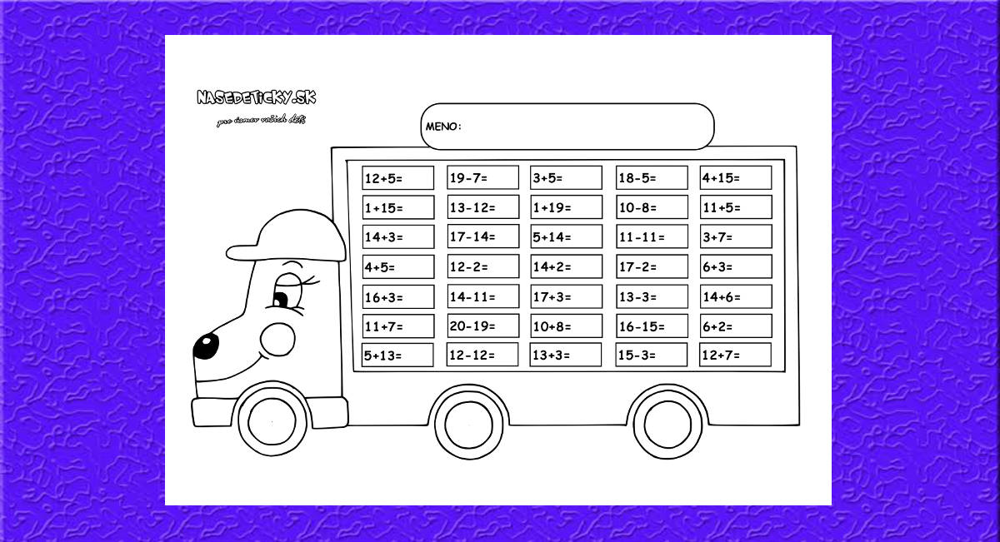 NASEDETiCKY.SK
pre úsmev vašich detí
MENO:
12+5= 19-7= 3+5= 18-5= 4+15=
1+15= 13-12= 1+19= 10-8= 11+5=
14+3= 17-14= 5+14= 11-11= 3+7=
4+5= 12-2= 14+2= 17-2= 6+3=
16+3= 14-11= 17+3= 13-3= 14+6=
11+7= 20-19= 10+8= 16-15= 6+2=
5+13= 12-12= 13+3= 15-3= 12+7=